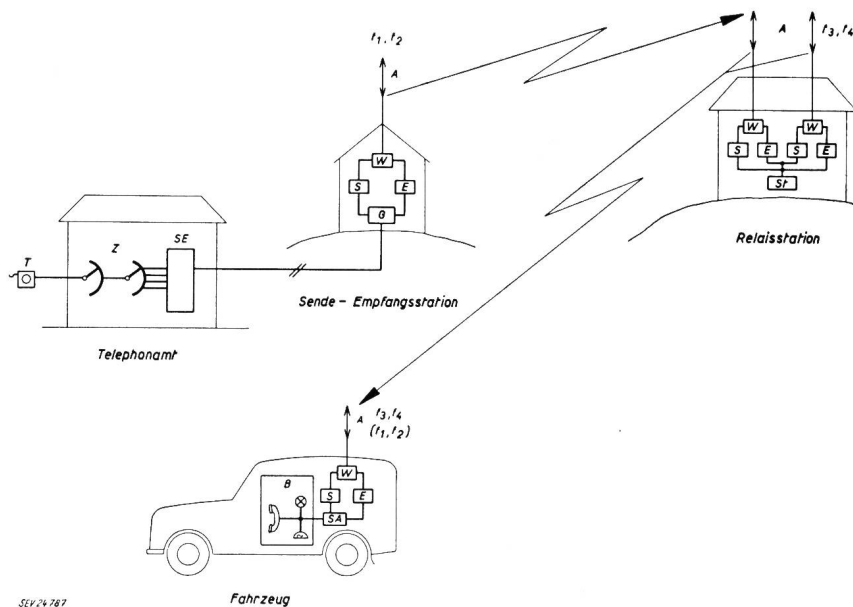 f1, f2
A
W
S E
G
Sende - Empfangsstation
A f3, f4
W W
S E S E
St
Relaisstation
T Z SE
Telephonamt
A f3, f4
(f1, f2)
W
B S E
SA
Fahrzeug
SEV 24787